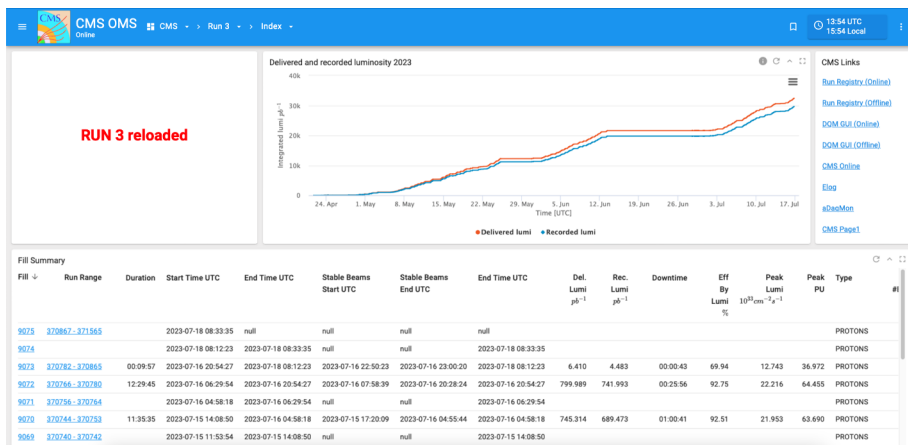 CMS
CMS OMS
Online
CMS > Run 3 > Index
13:54 UTC
15:54 Local
RUN 3 reloaded
Delivered and recorded luminosity 2023
40k
30k
20k
10k
0
Integrated lumi pb⁻¹
24. Apr 1. May 8. May 15. May 22. May 29. May 5. Jun 12. Jun 19. Jun 26. Jun 3. Jul 10. Jul 17. Jul
Time [UTC]
Delivered lumi Recorded lumi
CMS Links
Run Registry (Online)
Run Registry (Offline)
DQM GUI (Online)
DQM GUI (Offline)
CMS Online
Elog
aDaqMon
CMS Page1
Fill Summary
Fill ↓ Run Range Duration Start Time UTC End Time UTC Stable Beams Start UTC Stable Beams End UTC End Time UTC Del. Lumi pb⁻¹ Rec. Lumi pb⁻¹ Downtime Eff By Lumi % Peak Lumi 10³³cm⁻²s⁻¹ Peak PU Type
9075 370867 - 371565 2023-07-18 08:33:35 null null null null PROTONS
9074 2023-07-18 08:12:23 2023-07-18 08:33:35 null null 2023-07-18 08:33:35 PROTONS
9073 370782 - 370865 00:09:57 2023-07-16 20:54:27 2023-07-18 08:12:23 2023-07-16 22:50:23 2023-07-16 23:00:20 2023-07-18 08:12:23 6.410 4.483 00:00:43 69.94 12.743 36.972 PROTONS
9072 370766 - 370780 12:29:45 2023-07-16 06:29:54 2023-07-16 20:54:27 2023-07-16 07:58:39 2023-07-16 20:28:24 2023-07-16 20:54:27 799.989 741.993 00:25:56 92.75 22.216 64.455 PROTONS
9071 370756 - 370764 2023-07-16 04:58:18 2023-07-16 06:29:54 null null 2023-07-16 06:29:54 PROTONS
9070 370744 - 370753 11:35:35 2023-07-15 14:08:50 2023-07-16 04:58:18 2023-07-15 17:20:09 2023-07-16 04:55:44 2023-07-16 04:58:18 745.314 689.473 01:00:41 92.51 21.953 63.690 PROTONS
9069 370740 - 370742 2023-07-15 11:53:54 2023-07-15 14:08:50 null null 2023-07-15 14:08:50 PROTONS